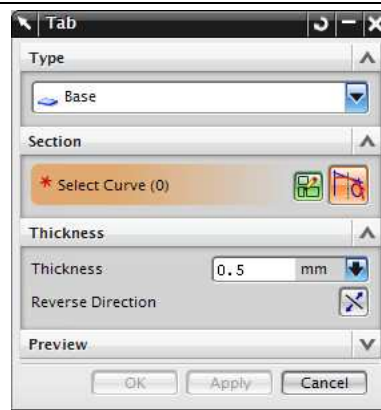 Tab
Type
Base
Section
* Select Curve (0)
Thickness
Thickness 0.5 mm
Reverse Direction
Preview
OK Apply Cancel